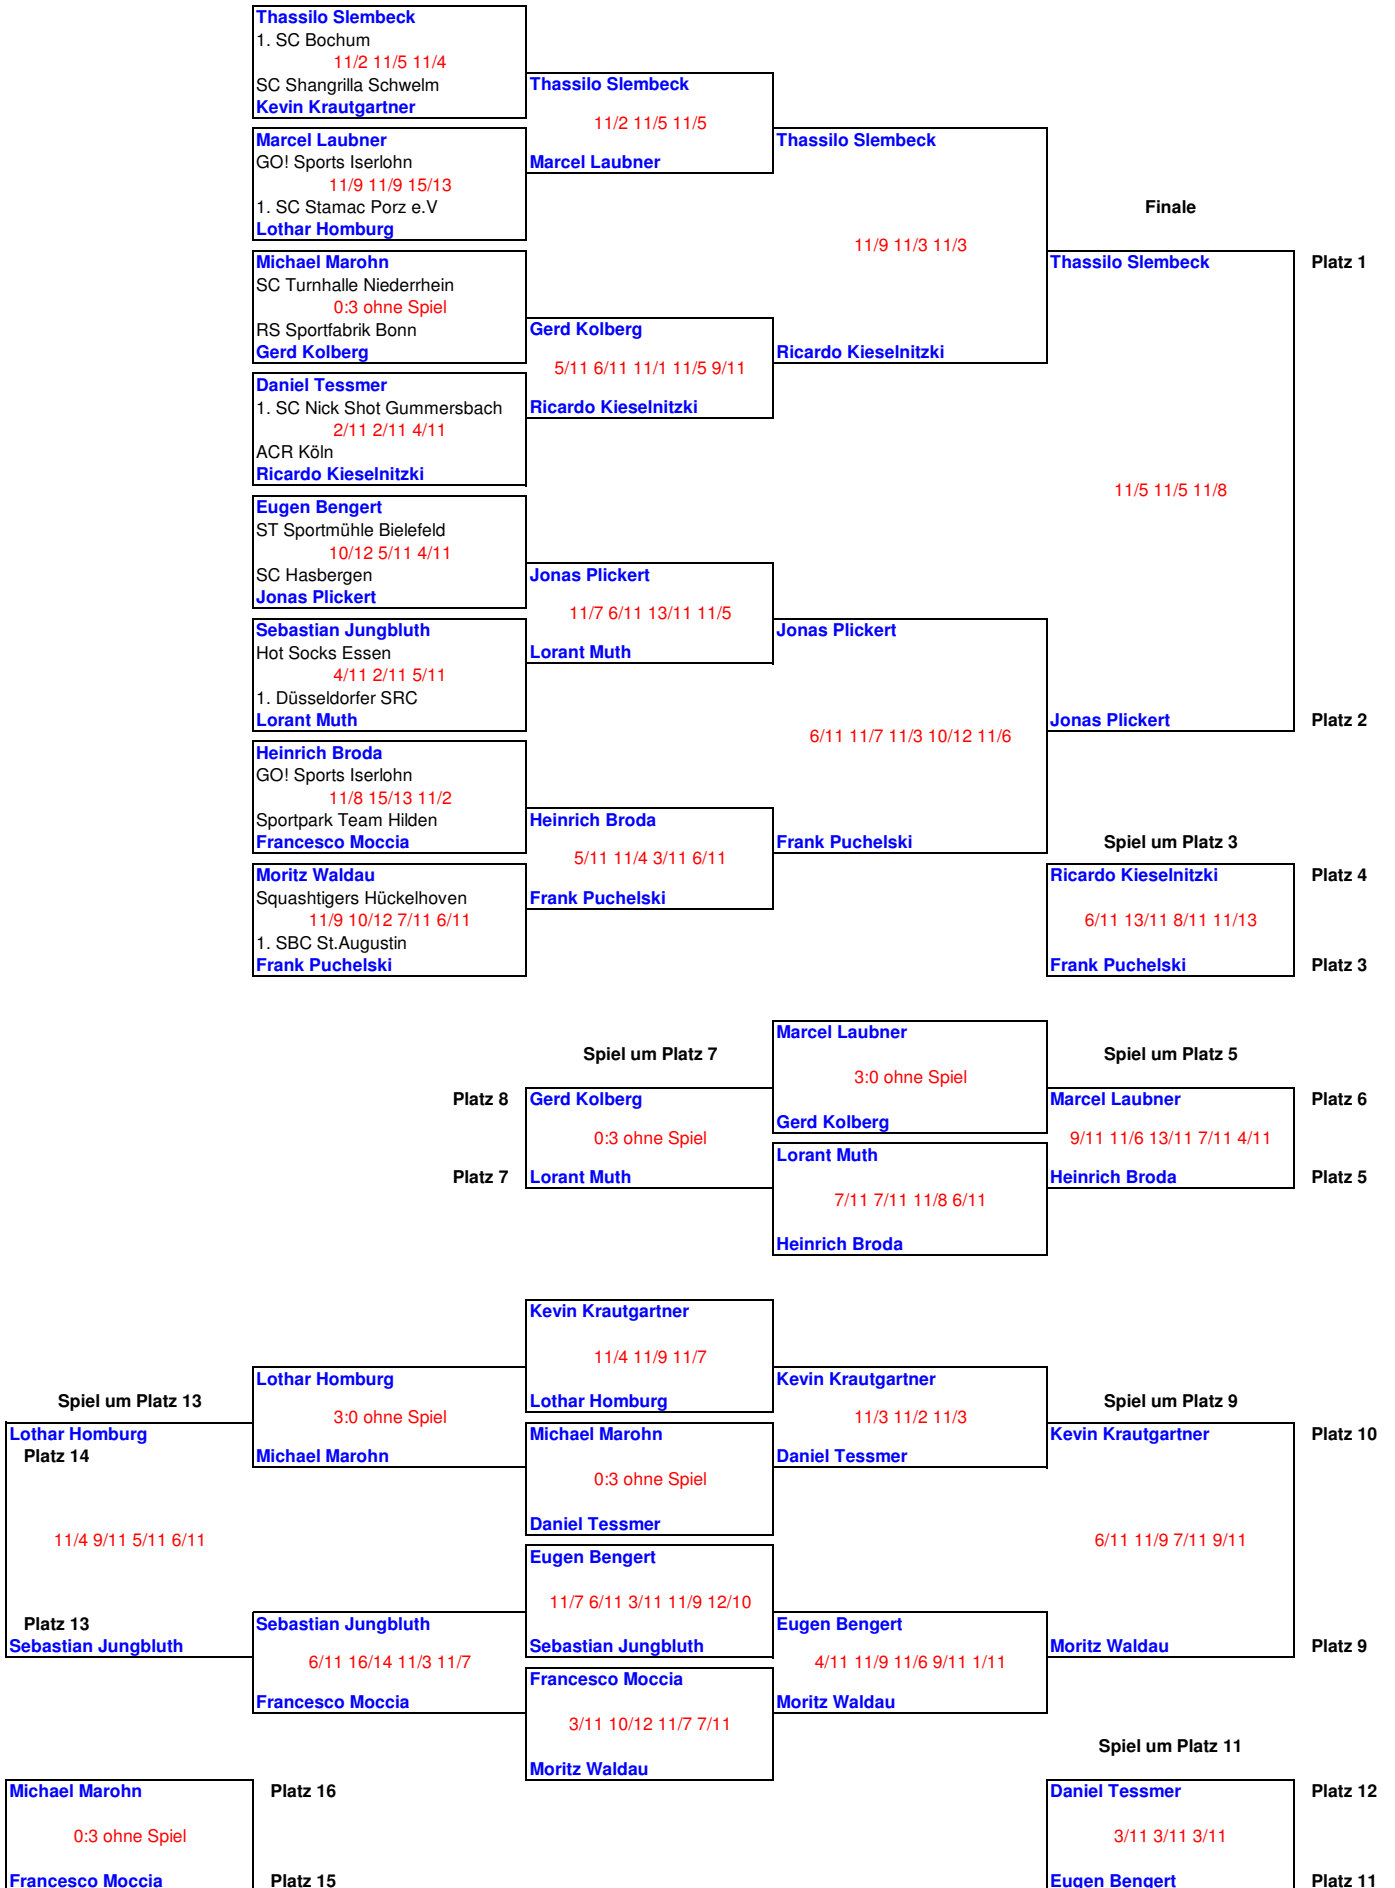 Thassilo Slembeck
1. SC Bochum
11/2 11/5 11/4
SC Shangrilla Schwelm
Kevin Krautgartner
Marcel Laubner
GO! Sports Iserlohn
11/9 11/9 15/13
1. SC Stamac Porz e.V
Lothar Homburg
Michael Marohn
SC Turnhalle Niederrhein
0:3 ohne Spiel
RS Sportfabrik Bonn
Gerd Kolberg
Daniel Tessmer
1. SC Nick Shot Gummersbach
2/11 2/11 4/11
ACR Köln
Ricardo Kieselnitzki
Eugen Bengert
ST Sportmühle Bielefeld
10/12 5/11 4/11
SC Hasbergen
Jonas Plickert
Sebastian Jungbluth
Hot Socks Essen
4/11 2/11 5/11
1. Düsseldorfer SRC
Lorant Muth
Heinrich Broda
GO! Sports Iserlohn
11/8 15/13 11/2
Sportpark Team Hilden
Francesco Moccia
Moritz Waldau
Squashtigers Hückelhoven
11/9 10/12 7/11 6/11
1. SBC St.Augustin
Frank Puchelski
Thassilo Slembeck
11/2 11/5 11/5
Marcel Laubner
Gerd Kolberg
5/11 6/11 11/1 11/5 9/11
Ricardo Kieselnitzki
Jonas Plickert
11/7 6/11 13/11 11/5
Lorant Muth
Heinrich Broda
5/11 11/4 3/11 6/11
Frank Puchelski
Thassilo Slembeck
11/9 11/3 11/3
Ricardo Kieselnitzki
Jonas Plickert
6/11 11/7 11/3 10/12 11/6
Frank Puchelski
Finale
Thassilo Slembeck
Platz 1
11/5 11/5 11/8
Jonas Plickert
Platz 2
Spiel um Platz 3
Ricardo Kieselnitzki
Platz 4
6/11 13/11 8/11 11/13
Frank Puchelski
Platz 3
Spiel um Platz 7
Platz 8
Gerd Kolberg
0:3 ohne Spiel
Platz 7
Lorant Muth
Marcel Laubner
3:0 ohne Spiel
Gerd Kolberg
Lorant Muth
7/11 7/11 11/8 6/11
Heinrich Broda
Spiel um Platz 5
Marcel Laubner
Platz 6
9/11 11/6 13/11 7/11 4/11
Heinrich Broda
Platz 5
Spiel um Platz 13
Lothar Homburg
Platz 14
11/4 9/11 5/11 6/11
Platz 13
Sebastian Jungbluth
Lothar Homburg
3:0 ohne Spiel
Michael Marohn
Sebastian Jungbluth
6/11 16/14 11/3 11/7
Francesco Moccia
Kevin Krautgartner
11/4 11/9 11/7
Lothar Homburg
Michael Marohn
0:3 ohne Spiel
Daniel Tessmer
Eugen Bengert
11/7 6/11 3/11 11/9 12/10
Sebastian Jungbluth
Francesco Moccia
3/11 10/12 11/7 7/11
Moritz Waldau
Kevin Krautgartner
11/3 11/2 11/3
Daniel Tessmer
Eugen Bengert
4/11 11/9 11/6 9/11 1/11
Moritz Waldau
Spiel um Platz 9
Kevin Krautgartner
Platz 10
6/11 11/9 7/11 9/11
Moritz Waldau
Platz 9
Michael Marohn
Platz 16
0:3 ohne Spiel
Francesco Moccia
Platz 15
Spiel um Platz 11
Daniel Tessmer
Platz 12
3/11 3/11 3/11
Eugen Bengert
Platz 11